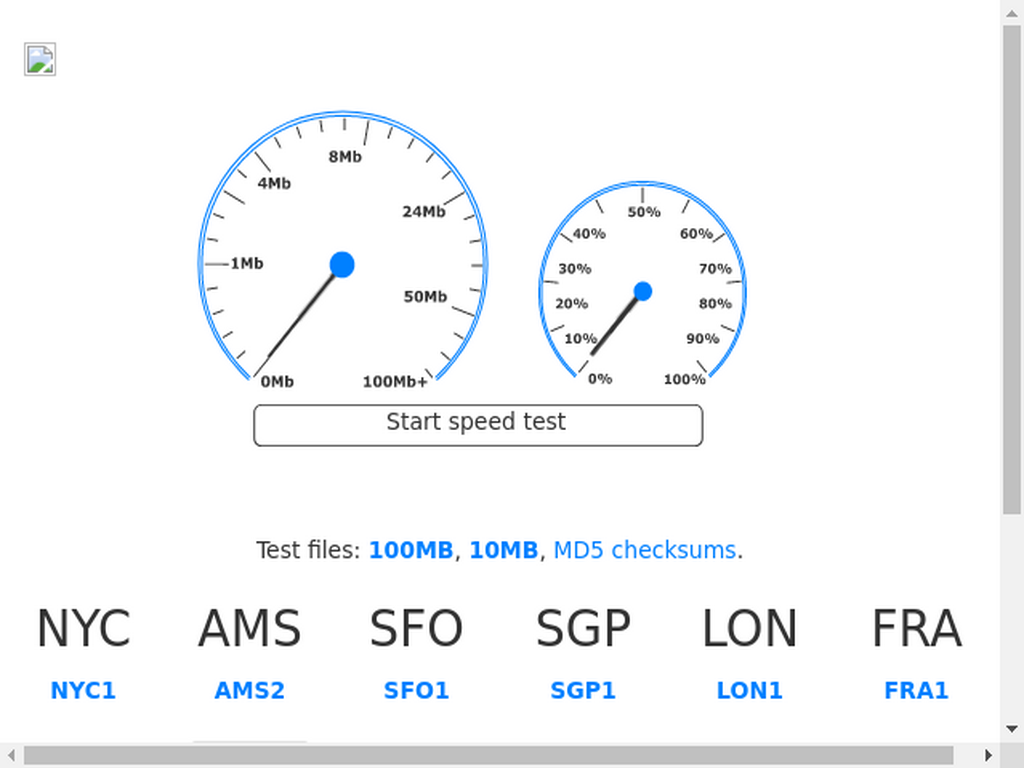 8Mb
4Mb
24Mb
1Mb
50Mb
0Mb
100Mb+
50%
40%
60%
30%
70%
20%
80%
10%
90%
0%
100%
Start speed test
Test files: 100MB, 10MB, MD5 checksums.
NYC AMS SFO SGP LON FRA
NYC1 AMS2 SFO1 SGP1 LON1 FRA1